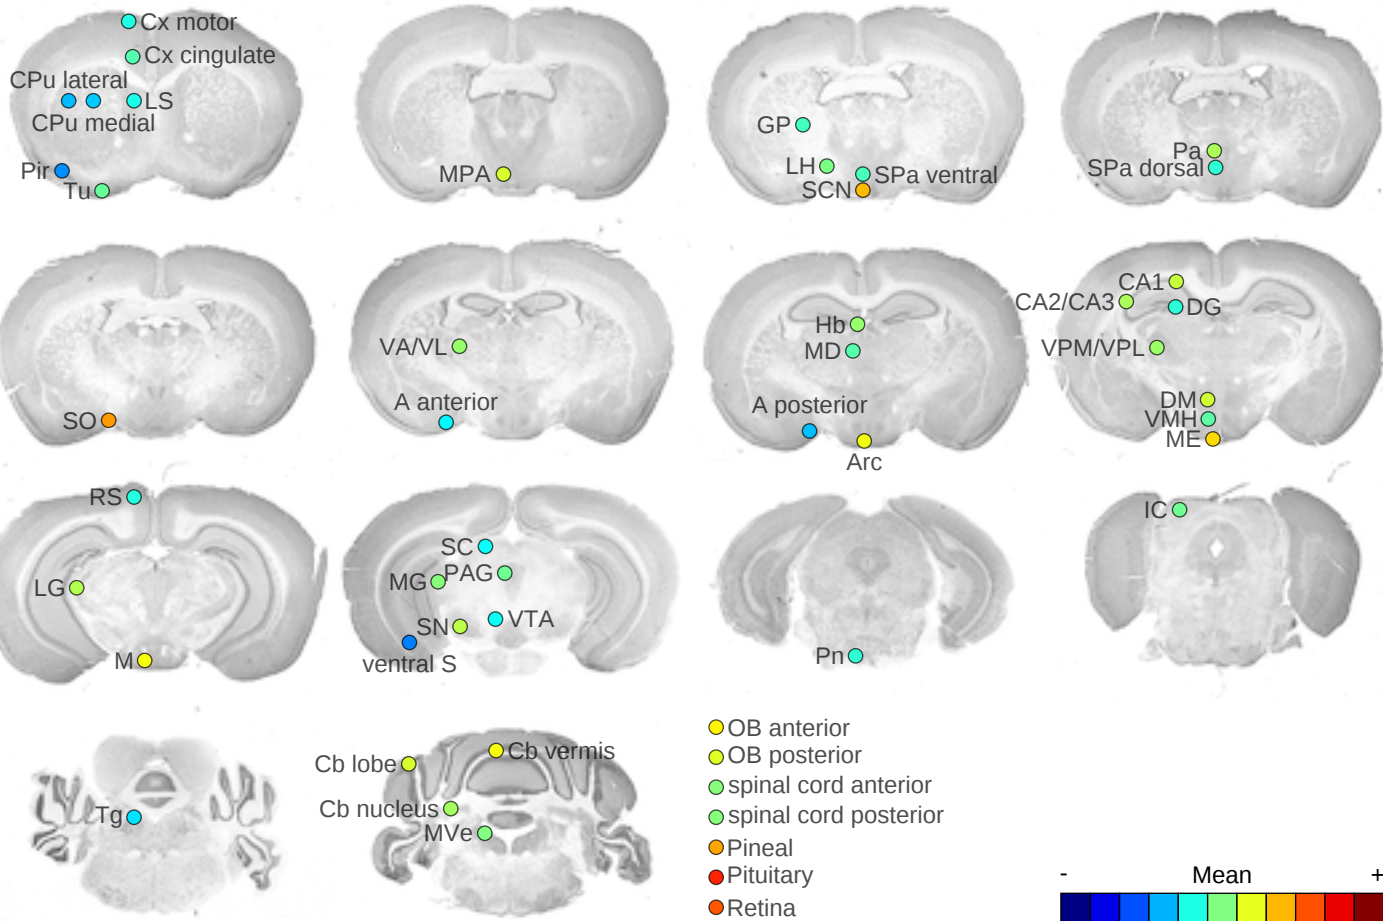 Cx motor
Cx cingulate
CPu lateral
LS
CPu medial
Pir
Tu
MPA
GP
LH
SPa ventral
SCN
Pa
SPa dorsal
SO
VA/VL
A anterior
Hb
MD
A posterior
Arc
CA1
CA2/CA3
DG
VPM/VPL
DM
VMH
ME
RS
LG
M
SC
PAG
MG
SN
VTA
ventral S
Pn
IC
Tg
Cb lobe
Cb vermis
Cb nucleus
MVe
OB anterior
OB posterior
spinal cord anterior
spinal cord posterior
Pineal
Pituitary
Retina
- Mean +